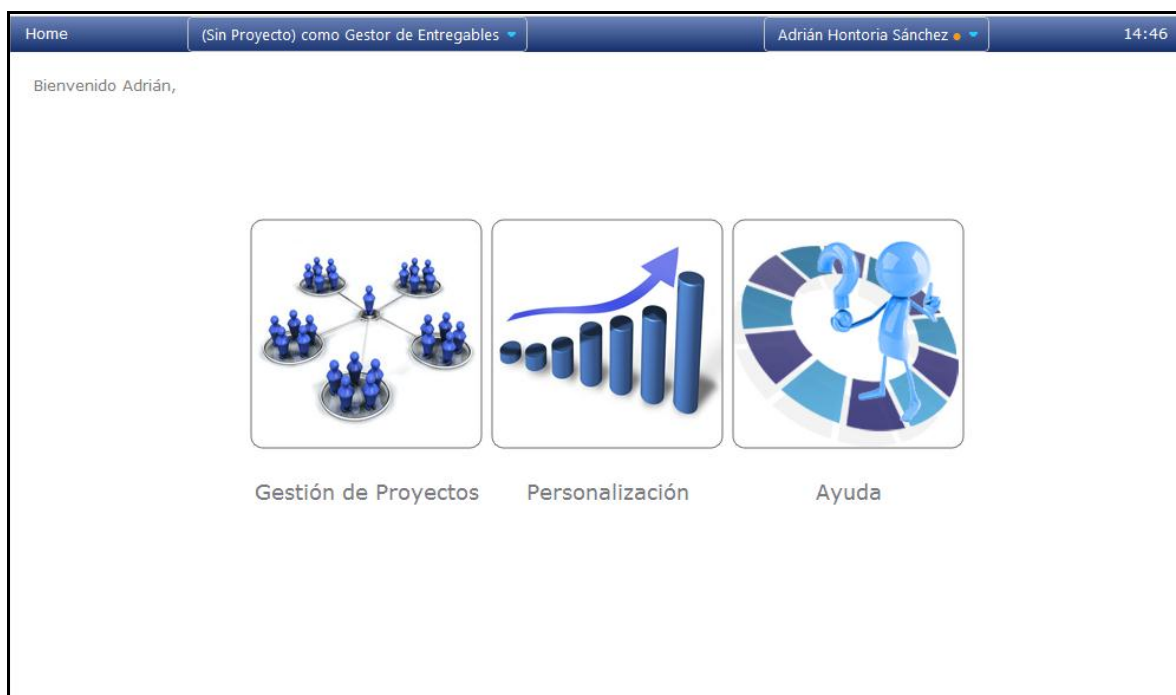 Home (Sin Proyecto) como Gestor de Entregables Adrián Hontoria Sánchez 14:46
Bienvenido Adrián,
Gestión de Proyectos Personalización Ayuda